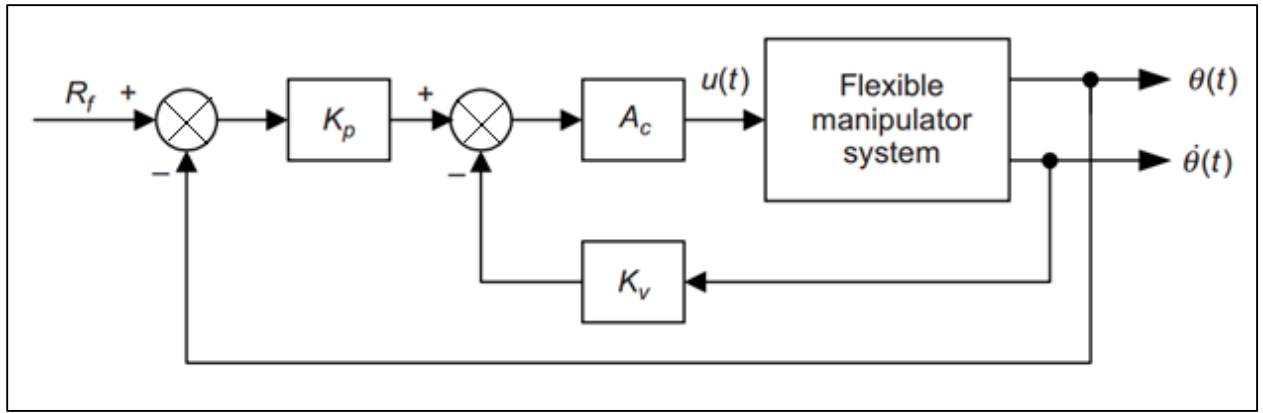 R_f + K_p + A_c u(t) Flexible manipulator system θ(t)
θ̇(t)
−
−
K_v